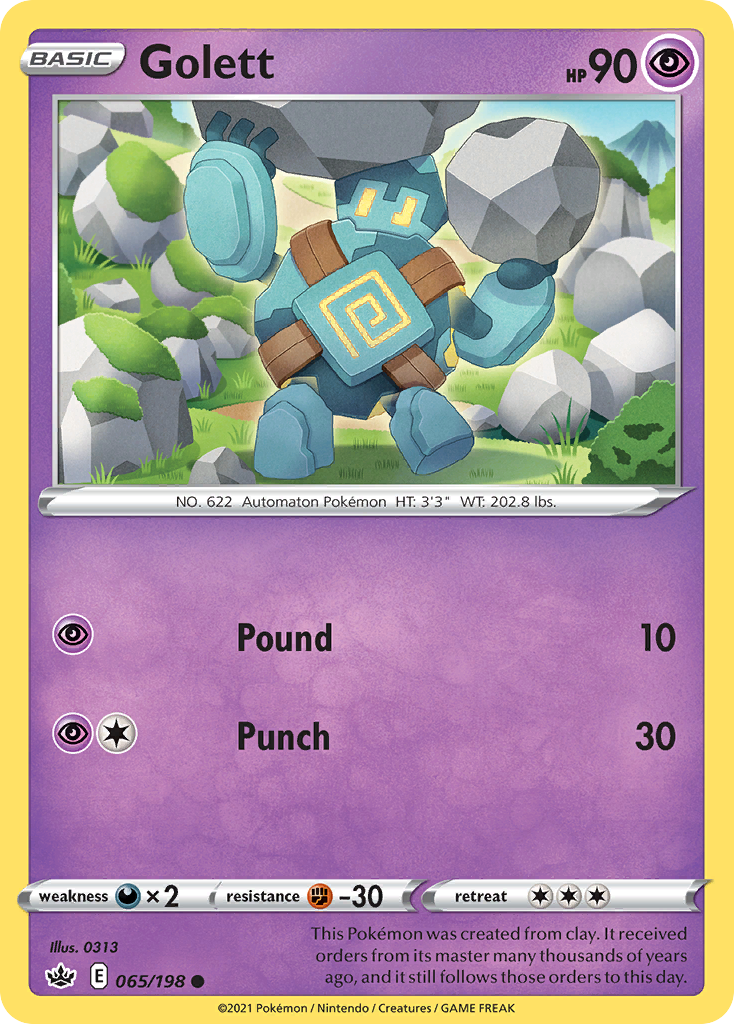 BASIC Golett HP 90
NO. 622 Automaton Pokémon HT: 3'3" WT: 202.8 lbs.
Pound 10
Punch 30
weakness ×2 resistance -30 retreat
Illus. 0313
This Pokémon was created from clay. It received
orders from its master many thousands of years
ago, and it still follows those orders to this day.
E 065/198
©2021 Pokémon / Nintendo / Creatures / GAME FREAK